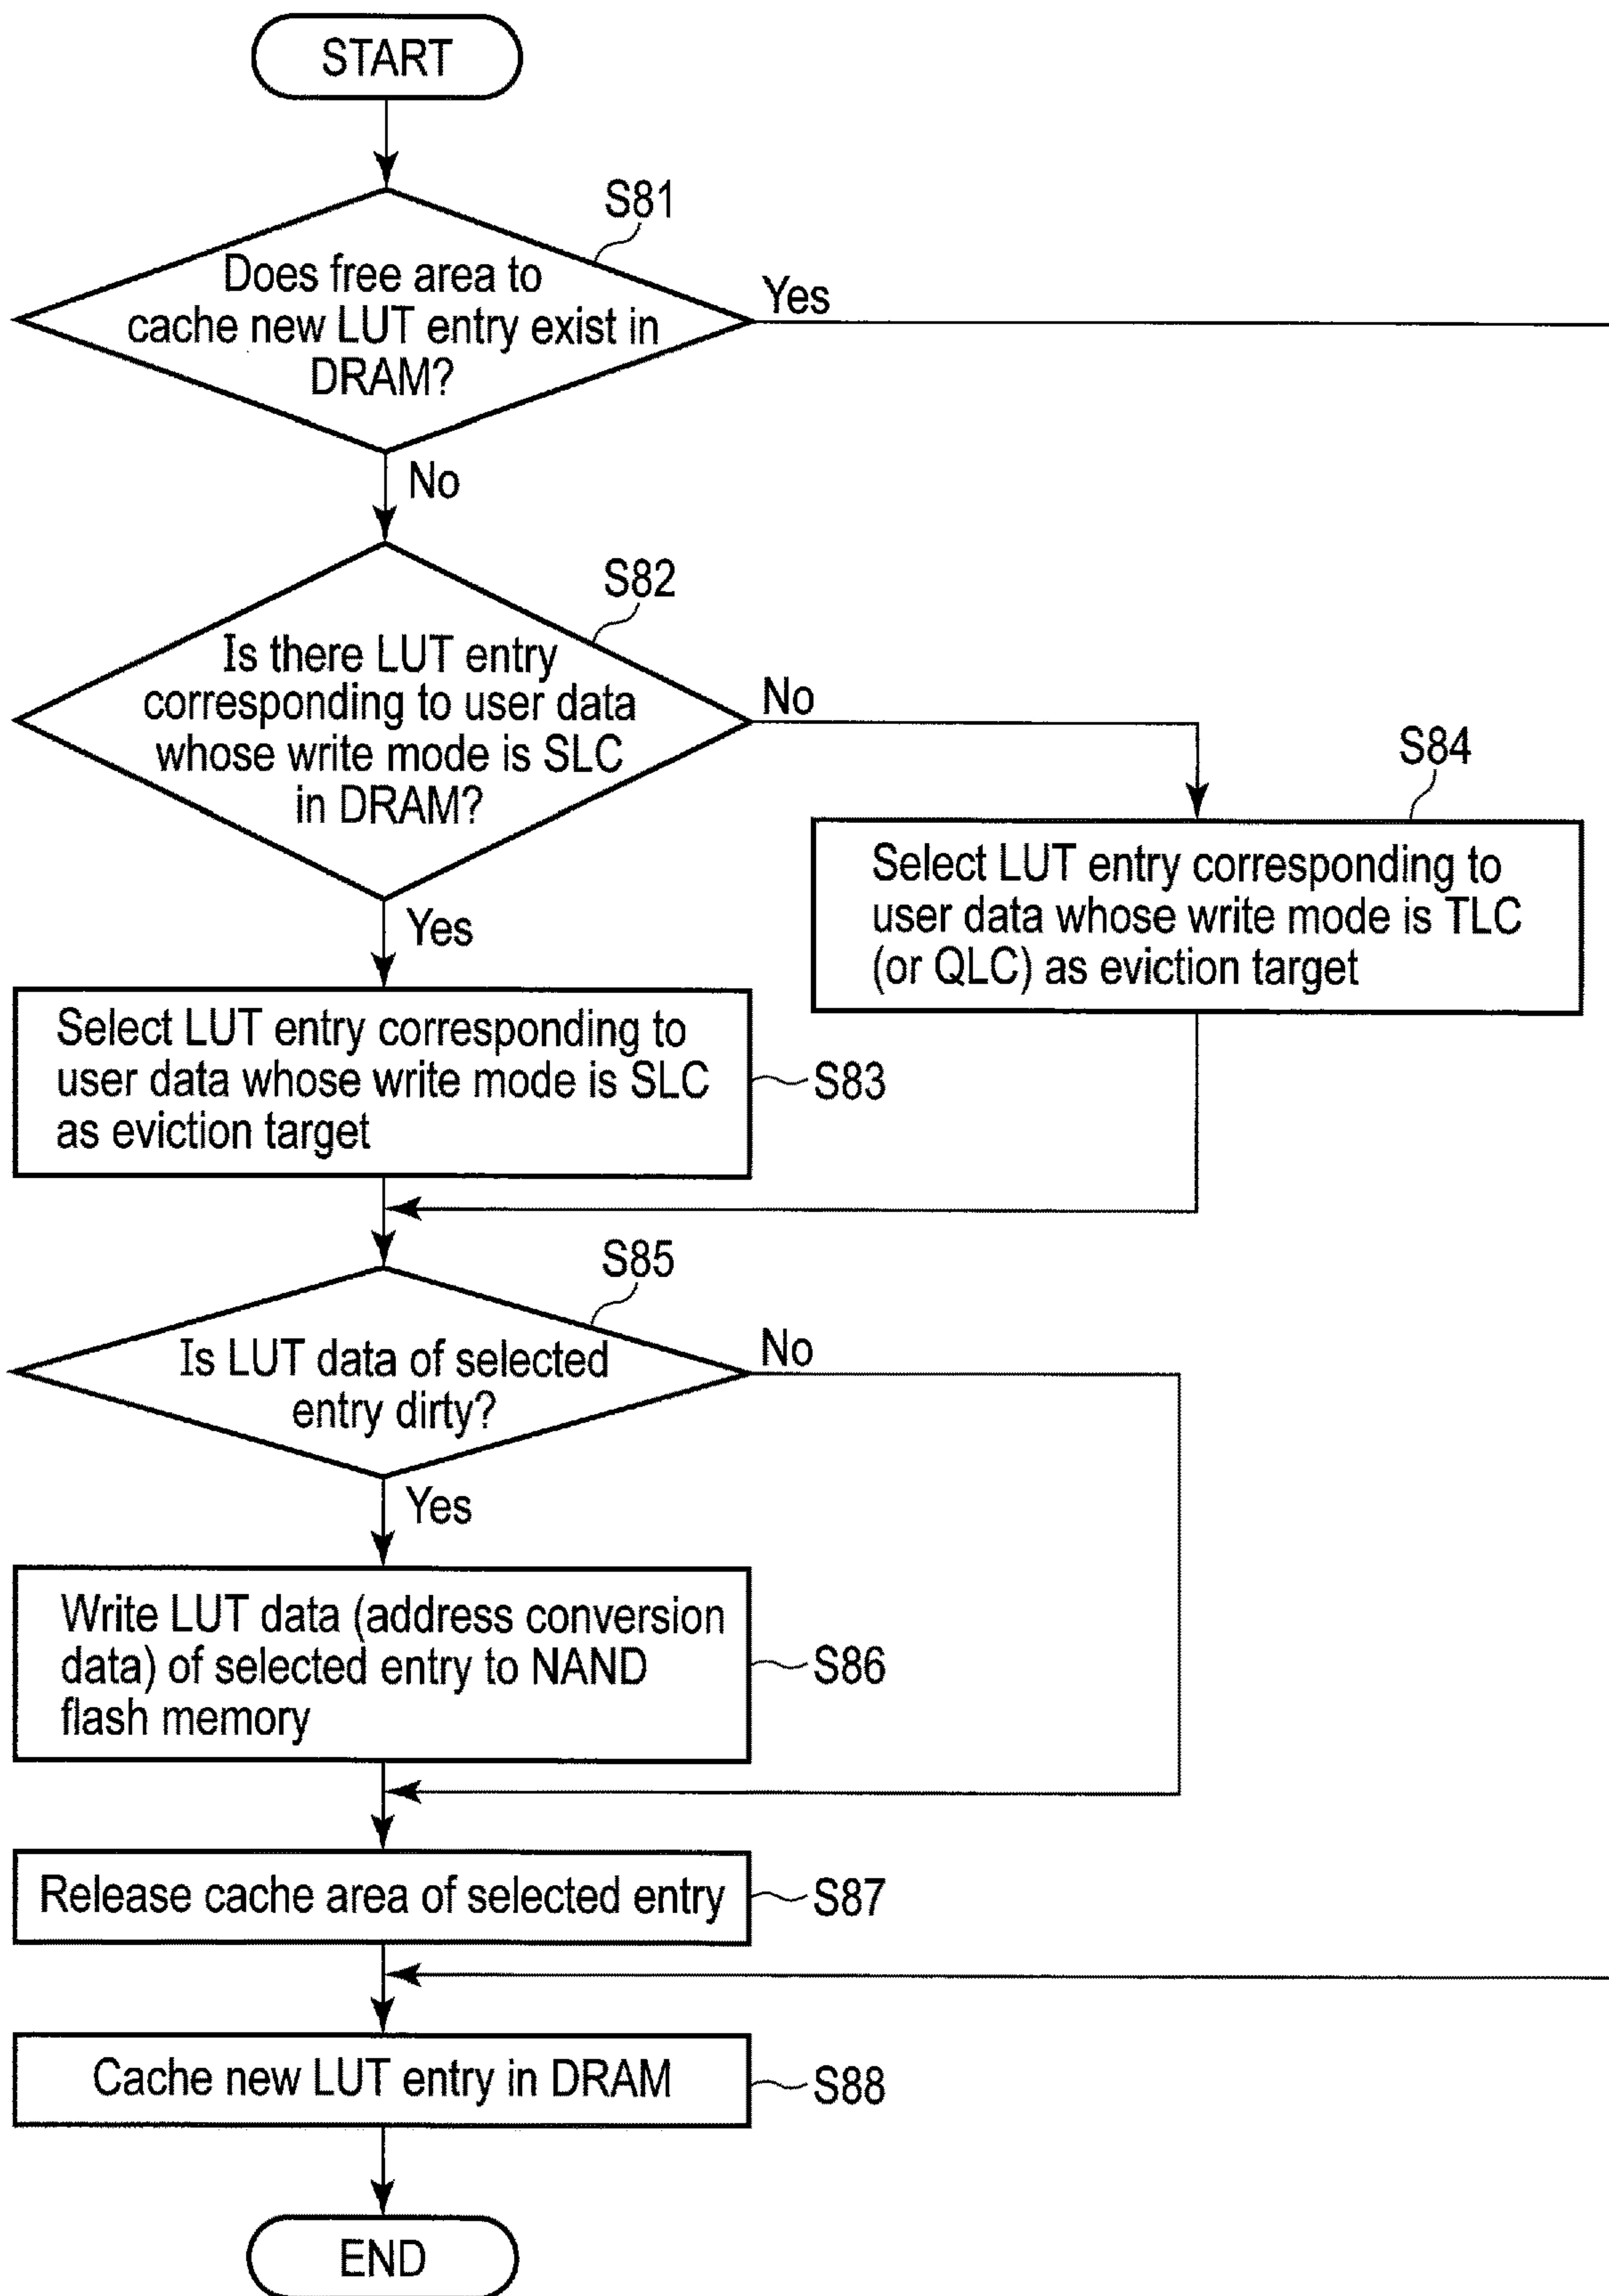 START
S81
Does free area to
cache new LUT entry exist in
DRAM?
Yes
No
S82
Is there LUT entry
corresponding to user data
whose write mode is SLC
in DRAM?
No
Yes
S84
Select LUT entry corresponding to
user data whose write mode is TLC
(or QLC) as eviction target
Select LUT entry corresponding to
user data whose write mode is SLC
as eviction target
S83
S85
Is LUT data of selected
entry dirty?
No
Yes
Write LUT data (address conversion
data) of selected entry to NAND
flash memory
S86
Release cache area of selected entry
S87
Cache new LUT entry in DRAM
S88
END